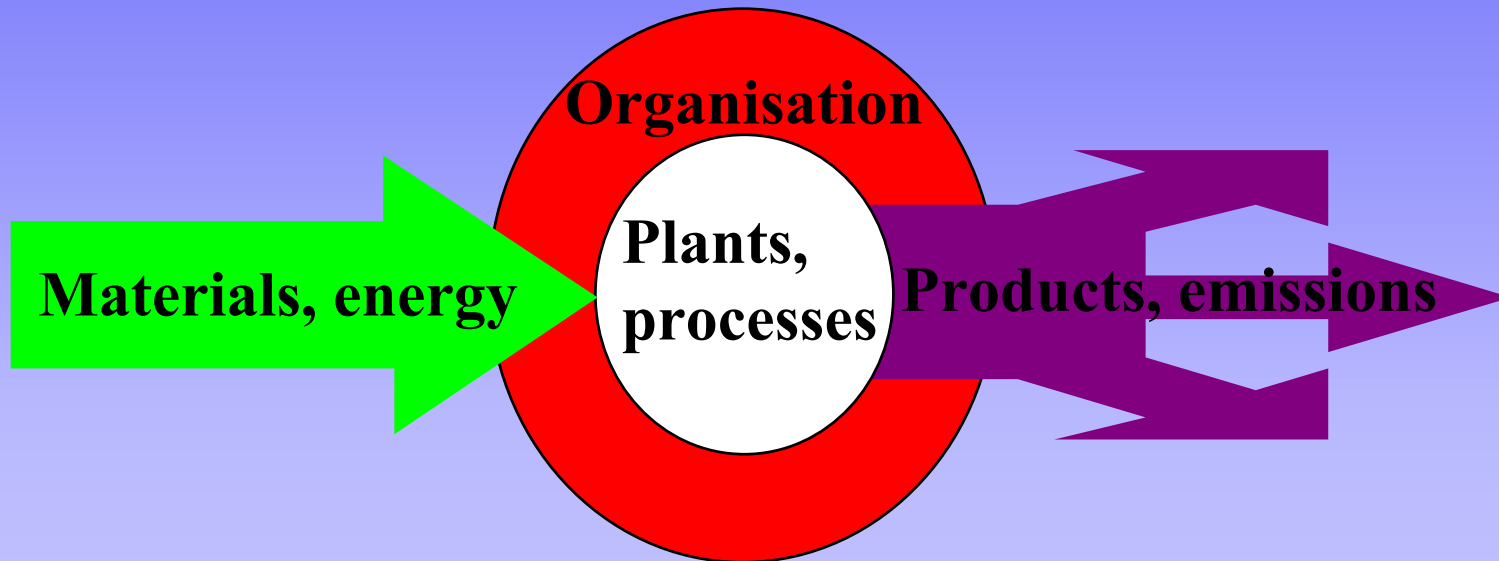 Organisation
Materials, energy
Plants,
processes
Products, emissions